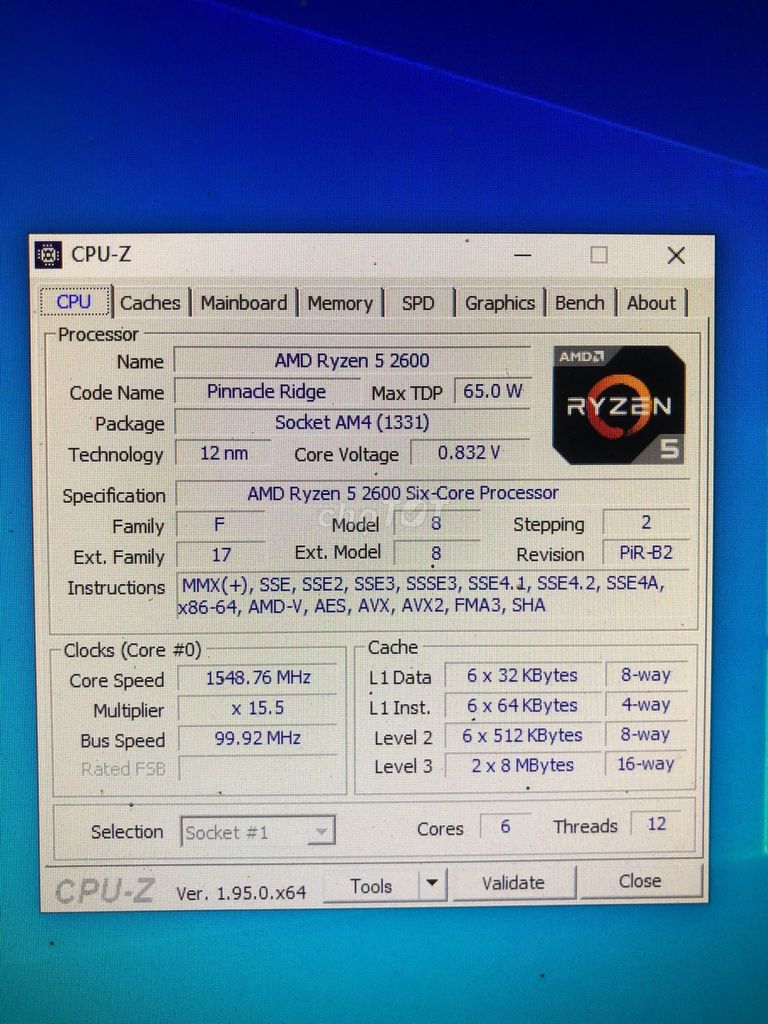 CPU-Z
CPU Caches Mainboard Memory SPD Graphics Bench About
Processor
Name AMD Ryzen 5 2600
Code Name Pinnacle Ridge Max TDP 65.0 W
Package Socket AM4 (1331)
Technology 12 nm Core Voltage 0.832 V
AMD
RYZEN
5
Specification AMD Ryzen 5 2600 Six-Core Processor
choTOT
Family F Model 8 Stepping 2
Ext. Family 17 Ext. Model 8 Revision PiR-B2
Instructions MMX(+), SSE, SSE2, SSE3, SSSE3, SSE4.1, SSE4.2, SSE4A,
x86-64, AMD-V, AES, AVX, AVX2, FMA3, SHA
Clocks (Core #0)
Core Speed 1548.76 MHz
Multiplier x 15.5
Bus Speed 99.92 MHz
Rated FSB
Cache
L1 Data 6 x 32 KBytes 8-way
L1 Inst. 6 x 64 KBytes 4-way
Level 2 6 x 512 KBytes 8-way
Level 3 2 x 8 MBytes 16-way
Selection Socket #1 Cores 6 Threads 12
CPU-Z Ver. 1.95.0.x64 Tools Validate Close